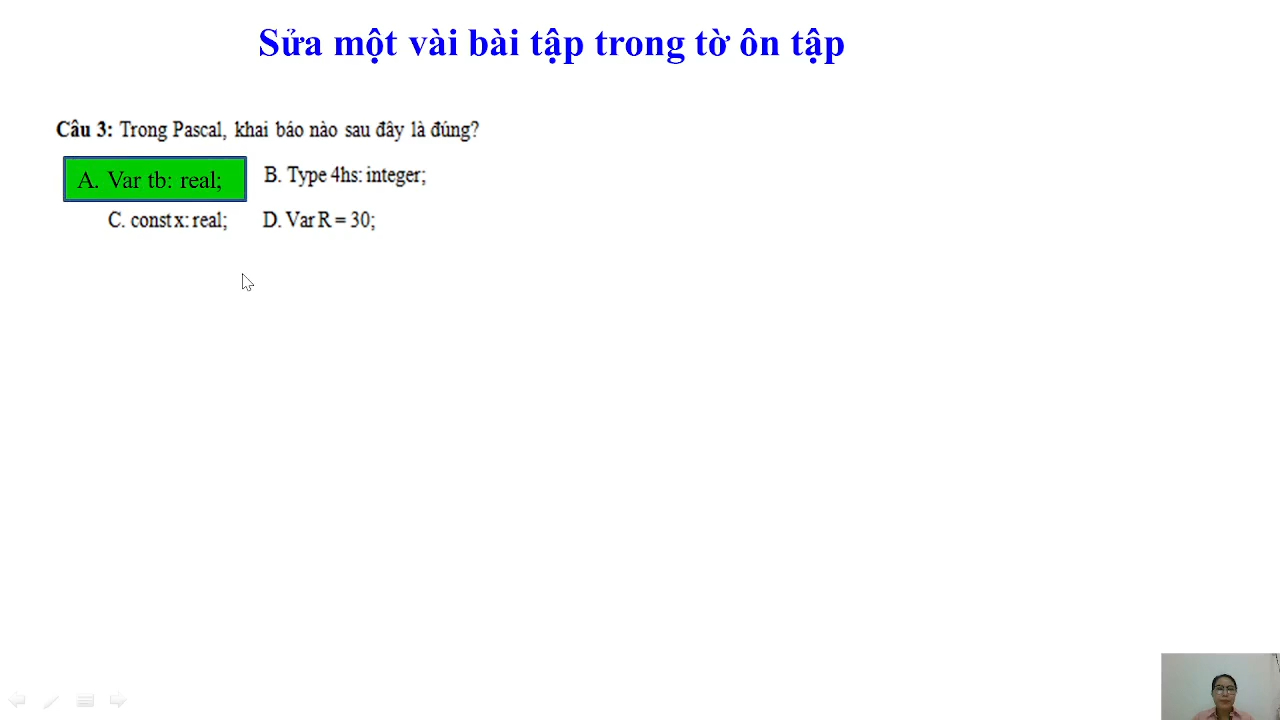 Sửa một vài bài tập trong tờ ôn tập
Câu 3: Trong Pascal, khai báo nào sau đây là đúng?
A. Var tb: real; B. Type 4hs: integer;
C. const x: real; D. Var R = 30;